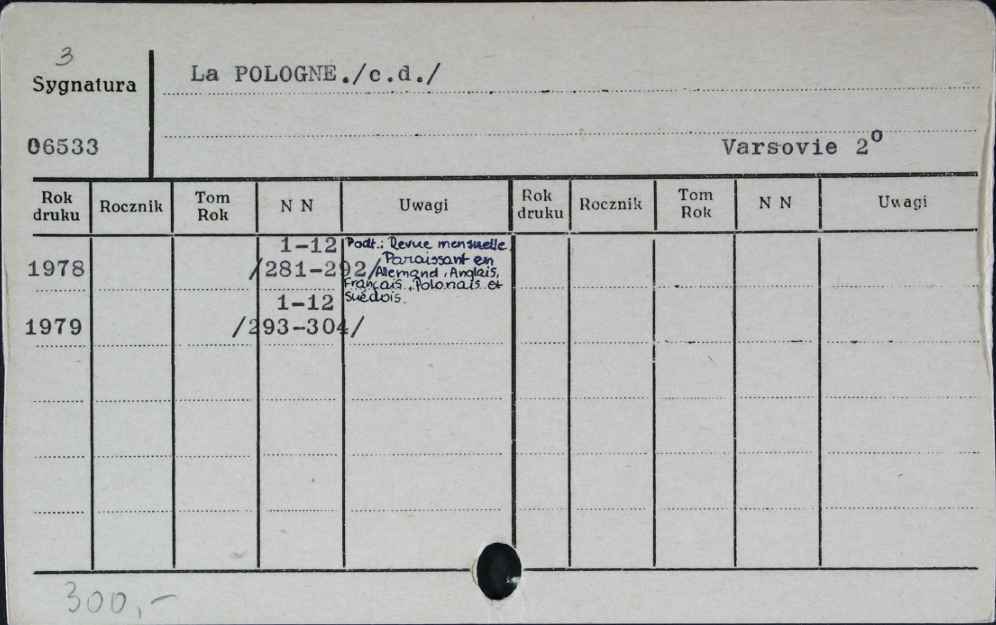 3
Sygnatura
La POLOGNE./c.d./
06533
Varsovie 2º
Rok druku Rocznik Tom Rok N N Uwagi Rok druku Rocznik Tom Rok N N Uwagi
1-12 Podt.: Revue mensuelle
Paraissant en
1978 /281-292/ Alemand, Anglais,
Français, Polonais et
1-12 Suédois.
1979 /293-304/
300,-